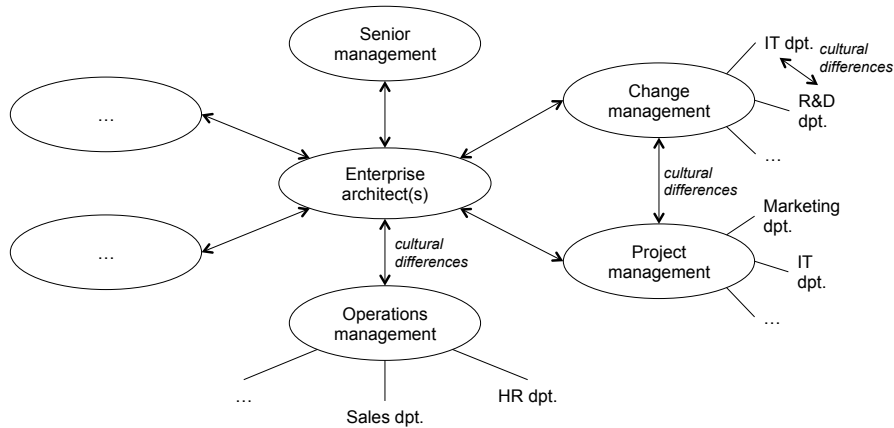 Senior
management
IT dpt.
cultural
differences
Change
management
R&D
dpt.
...
...
Enterprise
architect(s)
cultural
differences
Marketing
dpt.
...
cultural
differences
Project
management
IT
dpt.
...
Operations
management
...
Sales dpt.
HR dpt.